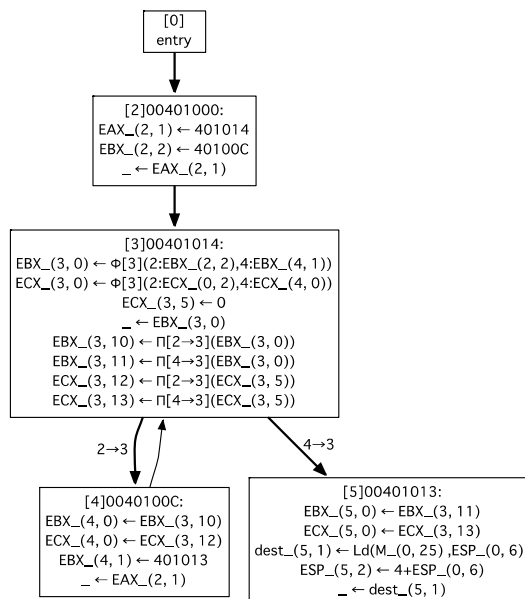 [0]
entry
[2]00401000:
EAX_(2, 1) ← 401014
EBX_(2, 2) ← 40100C
_ ← EAX_(2, 1)
[3]00401014:
EBX_(3, 0) ← Φ[3](2:EBX_(2, 2),4:EBX_(4, 1))
ECX_(3, 0) ← Φ[3](2:ECX_(0, 2),4:ECX_(4, 0))
ECX_(3, 5) ← 0
_ ← EBX_(3, 0)
EBX_(3, 10) ← Π[2→3](EBX_(3, 0))
EBX_(3, 11) ← Π[4→3](EBX_(3, 0))
ECX_(3, 12) ← Π[2→3](ECX_(3, 5))
ECX_(3, 13) ← Π[4→3](ECX_(3, 5))
2→3
4→3
[4]0040100C:
EBX_(4, 0) ← EBX_(3, 10)
ECX_(4, 0) ← ECX_(3, 12)
EBX_(4, 1) ← 401013
_ ← EAX_(2, 1)
[5]00401013:
EBX_(5, 0) ← EBX_(3, 11)
ECX_(5, 0) ← ECX_(3, 13)
dest_(5, 1) ← Ld(M_(0, 25) ,ESP_(0, 6)
ESP_(5, 2) ← 4+ESP_(0, 6)
_ ← dest_(5, 1)